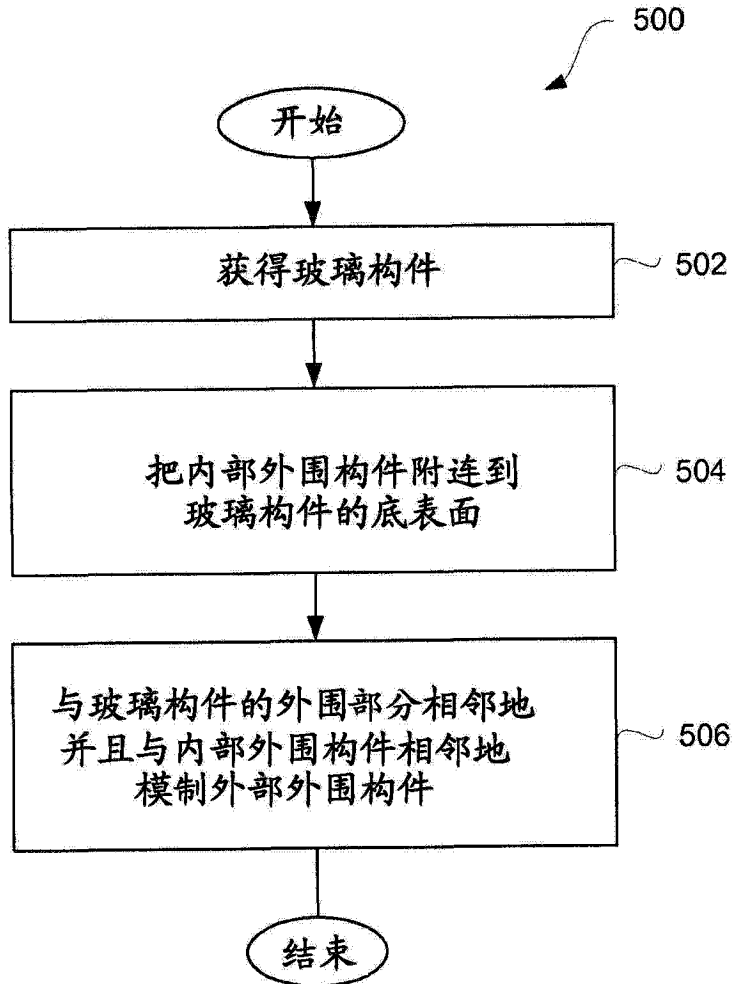 500
开始
获得玻璃构件
502
把内部外围构件附连到
玻璃构件的底表面
504
与玻璃构件的外围部分相邻地
并且与内部外围构件相邻地
模制外部外围构件
506
结束